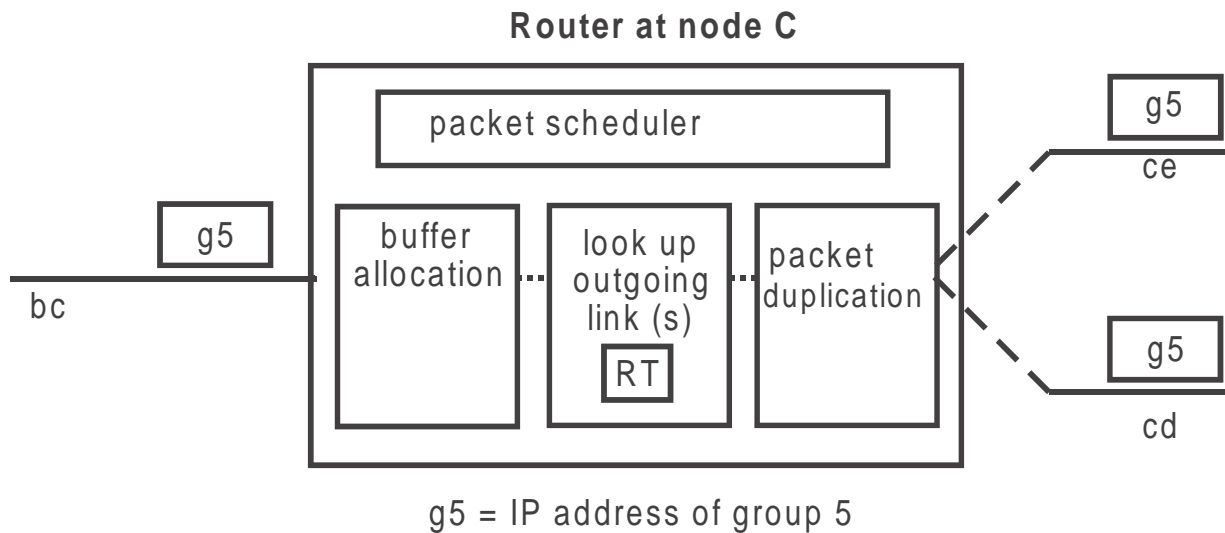 Router at node C
packet scheduler
g5
bc
buffer
allocation
look up
outgoing
link (s)
RT
packet
duplication
g5
ce
g5
cd
g5 = IP address of group 5